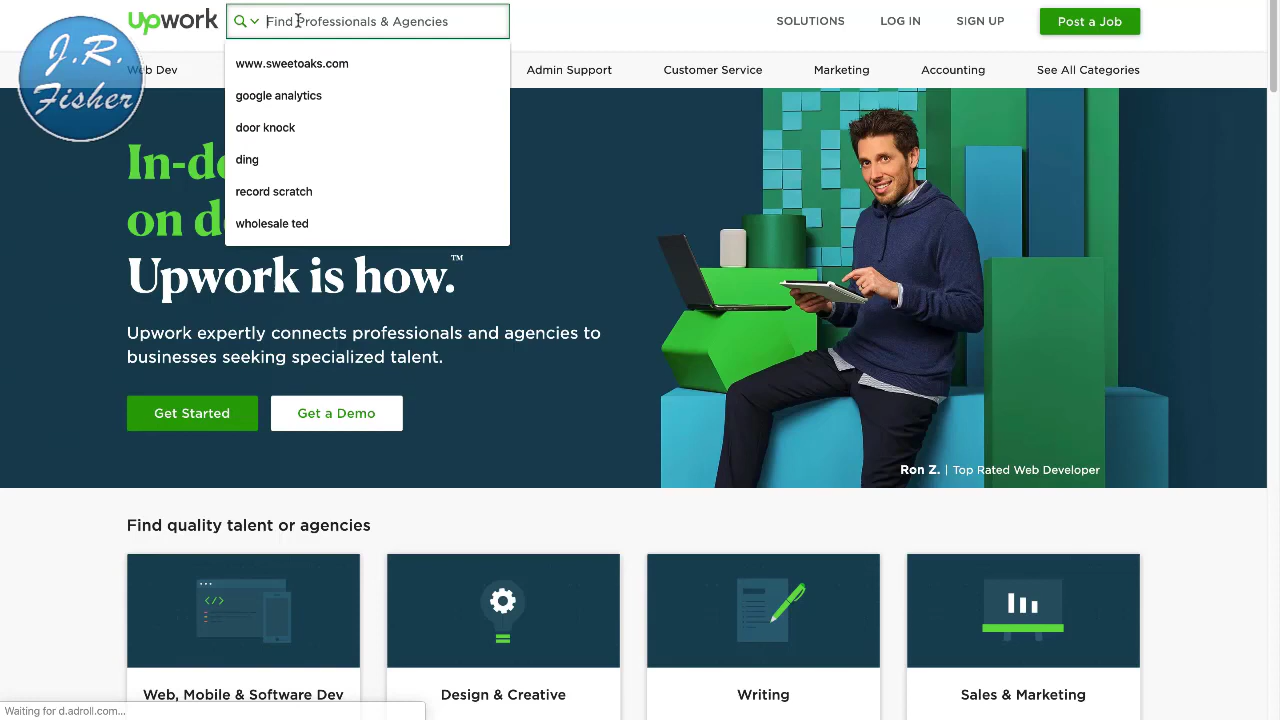 Upwork
Find Professionals & Agencies
SOLUTIONS
LOG IN
SIGN UP
Post a Job
J.R.
Fisher
Web Dev
Admin Support
Customer Service
Marketing
Accounting
See All Categories
www.sweetoaks.com
google analytics
door knock
ding
record scratch
wholesale ted
In-de
on d
Upwork is how.™
Upwork expertly connects professionals and agencies to
businesses seeking specialized talent.
Get Started
Get a Demo
Ron Z. | Top Rated Web Developer
Find quality talent or agencies
</>
Web, Mobile & Software Dev
Design & Creative
Writing
Sales & Marketing
Waiting for d.adroll.com...